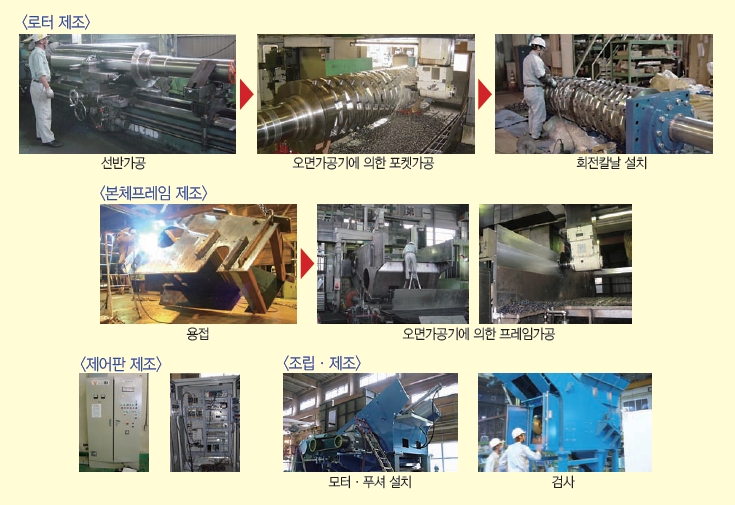 〈로터 제조〉
선반가공
오면가공기에 의한 포켓가공
회전칼날 설치
〈본체프레임 제조〉
용접
오면가공기에 의한 프레임가공
〈제어판 제조〉
〈조립 · 제조〉
모터 · 푸셔 설치
검사